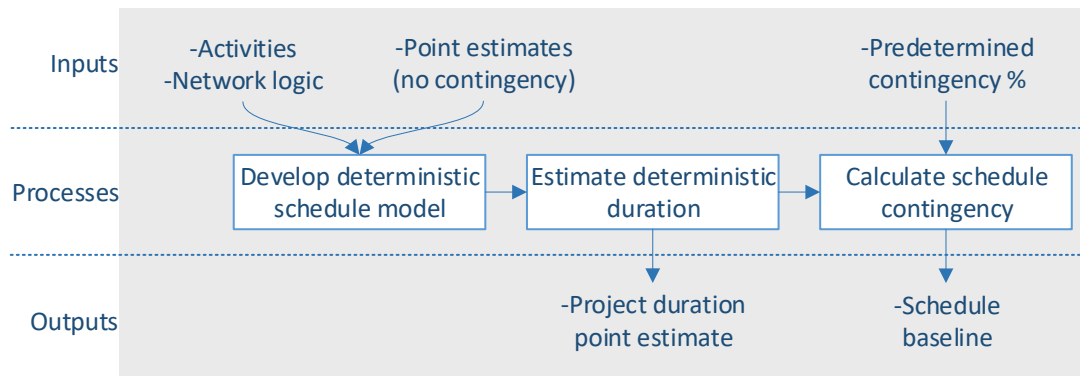 Inputs
-Activities
-Network logic
-Point estimates
(no contingency)
-Predetermined
contingency %
Processes
Develop deterministic
schedule model
Estimate deterministic
duration
Calculate schedule
contingency
Outputs
-Project duration
point estimate
-Schedule
baseline